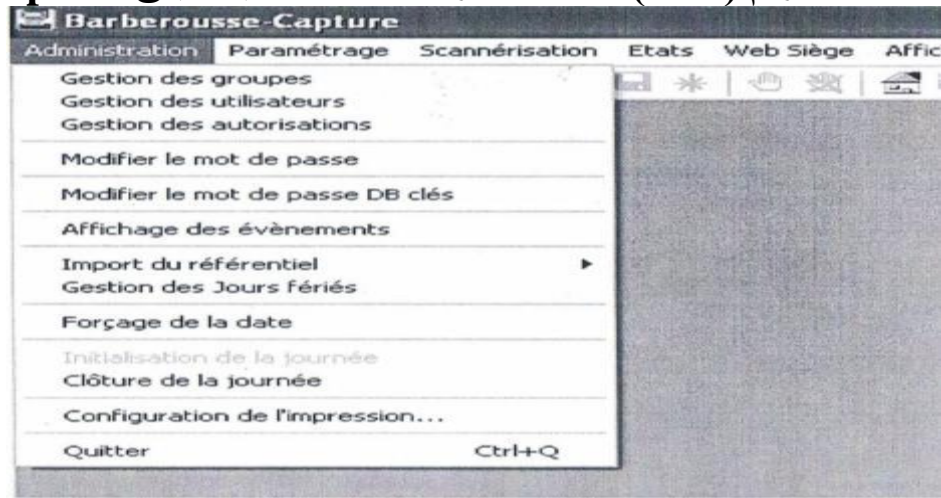 Barberousse-Capture
Administration Paramétrage Scannérisation Etats Web Siège Affic
Gestion des groupes
Gestion des utilisateurs
Gestion des autorisations
Modifier le mot de passe
Modifier le mot de passe DB clés
Affichage des évènements
Import du référentiel
Gestion des Jours fériés
Forçage de la date
Initialisation de la journée
Clôture de la journée
Configuration de l'impression...
Quitter Ctrl+Q